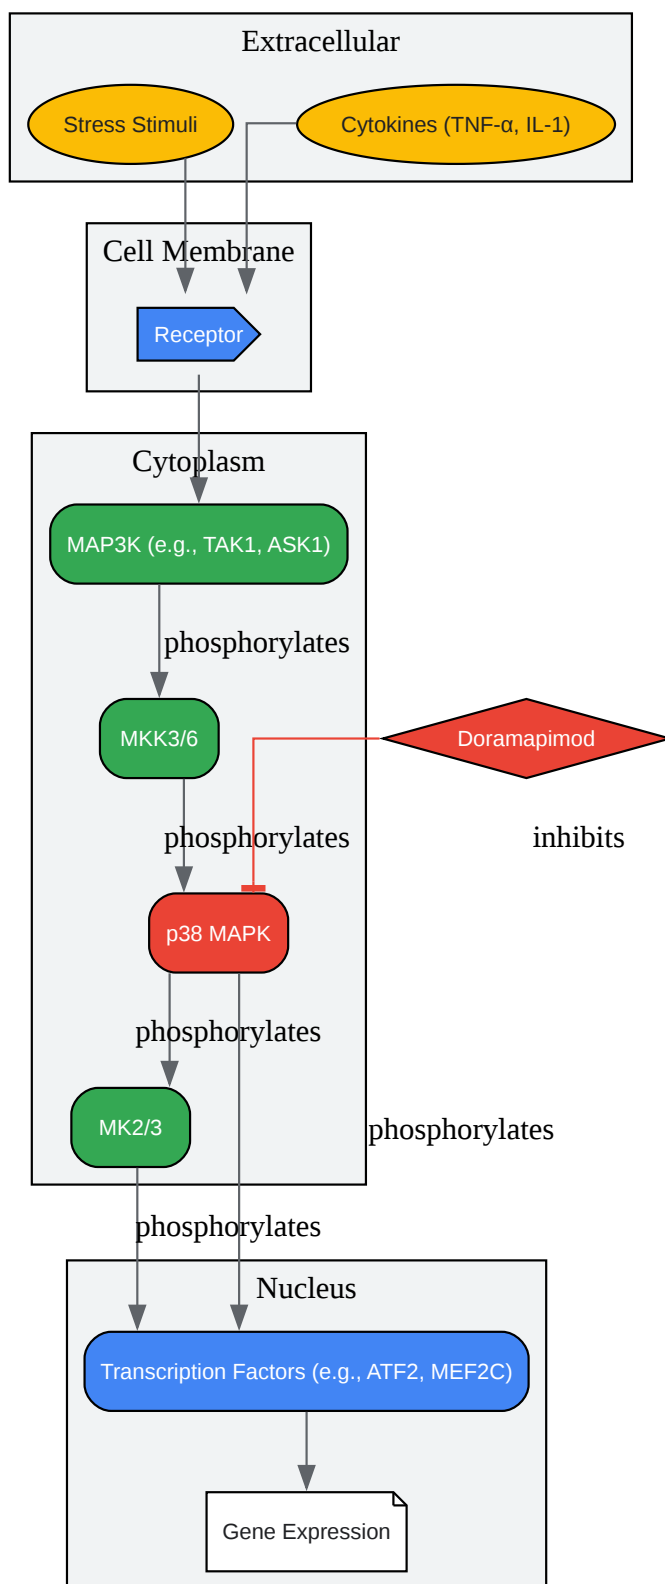 Extracellular
Stress Stimuli
Cytokines (TNF-α, IL-1)
Cell Membrane
Receptor
Cytoplasm
MAP3K (e.g., TAK1, ASK1)
phosphorylates
MKK3/6
Doramapimod
phosphorylates
inhibits
p38 MAPK
phosphorylates
MK2/3
phosphorylates
phosphorylates
Nucleus
Transcription Factors (e.g., ATF2, MEF2C)
Gene Expression